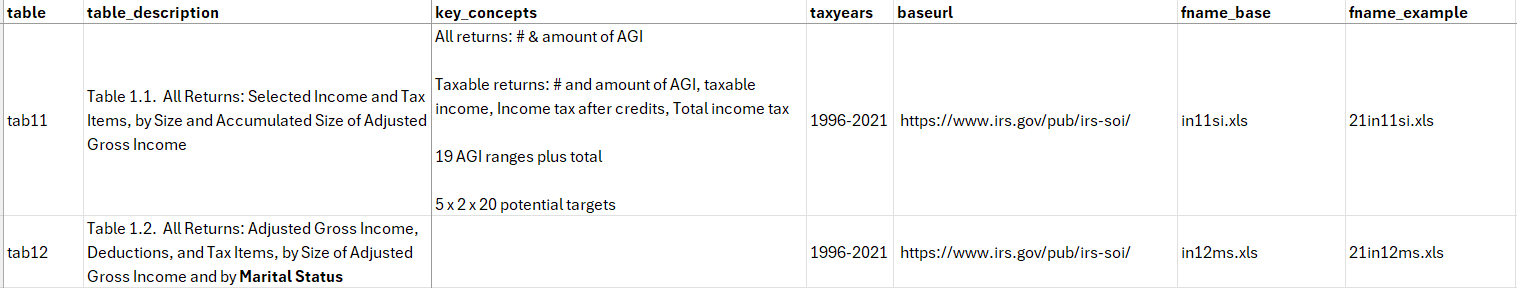 table table_description key_concepts taxyears baseurl fname_base fname_example
All returns: # & amount of AGI
Taxable returns: # and amount of AGI, taxable
income, Income tax after credits, Total income tax
19 AGI ranges plus total
5 x 2 x 20 potential targets
tab11
Table 1.1.  All Returns: Selected Income and Tax
Items, by Size and Accumulated Size of Adjusted
Gross Income
1996-2021
https://www.irs.gov/pub/irs-soi/
in11si.xls
21in11si.xls
tab12
Table 1.2.  All Returns: Adjusted Gross Income,
Deductions, and Tax Items, by Size of Adjusted
Gross Income and by Marital Status
1996-2021
https://www.irs.gov/pub/irs-soi/
in12ms.xls
21in12ms.xls